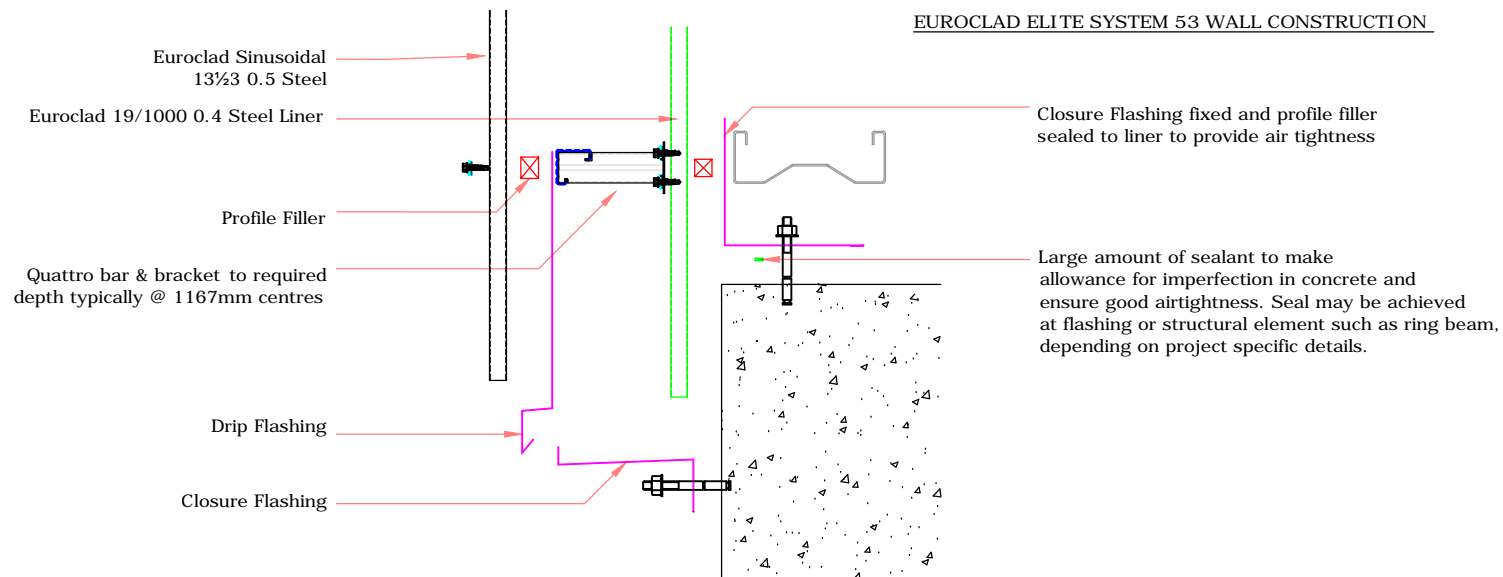 EUROCLAD ELITE SYSTEM 53 WALL CONSTRUCTION
Euroclad Sinusoidal
13½3 0.5 Steel
Euroclad 19/1000 0.4 Steel Liner
Profile Filler
Quattro bar & bracket to required
depth typically @ 1167mm centres
Drip Flashing
Closure Flashing
Closure Flashing fixed and profile filler
sealed to liner to provide air tightness
Large amount of sealant to make
allowance for imperfection in concrete and
ensure good airtightness. Seal may be achieved
at flashing or structural element such as ring beam,
depending on project specific details.